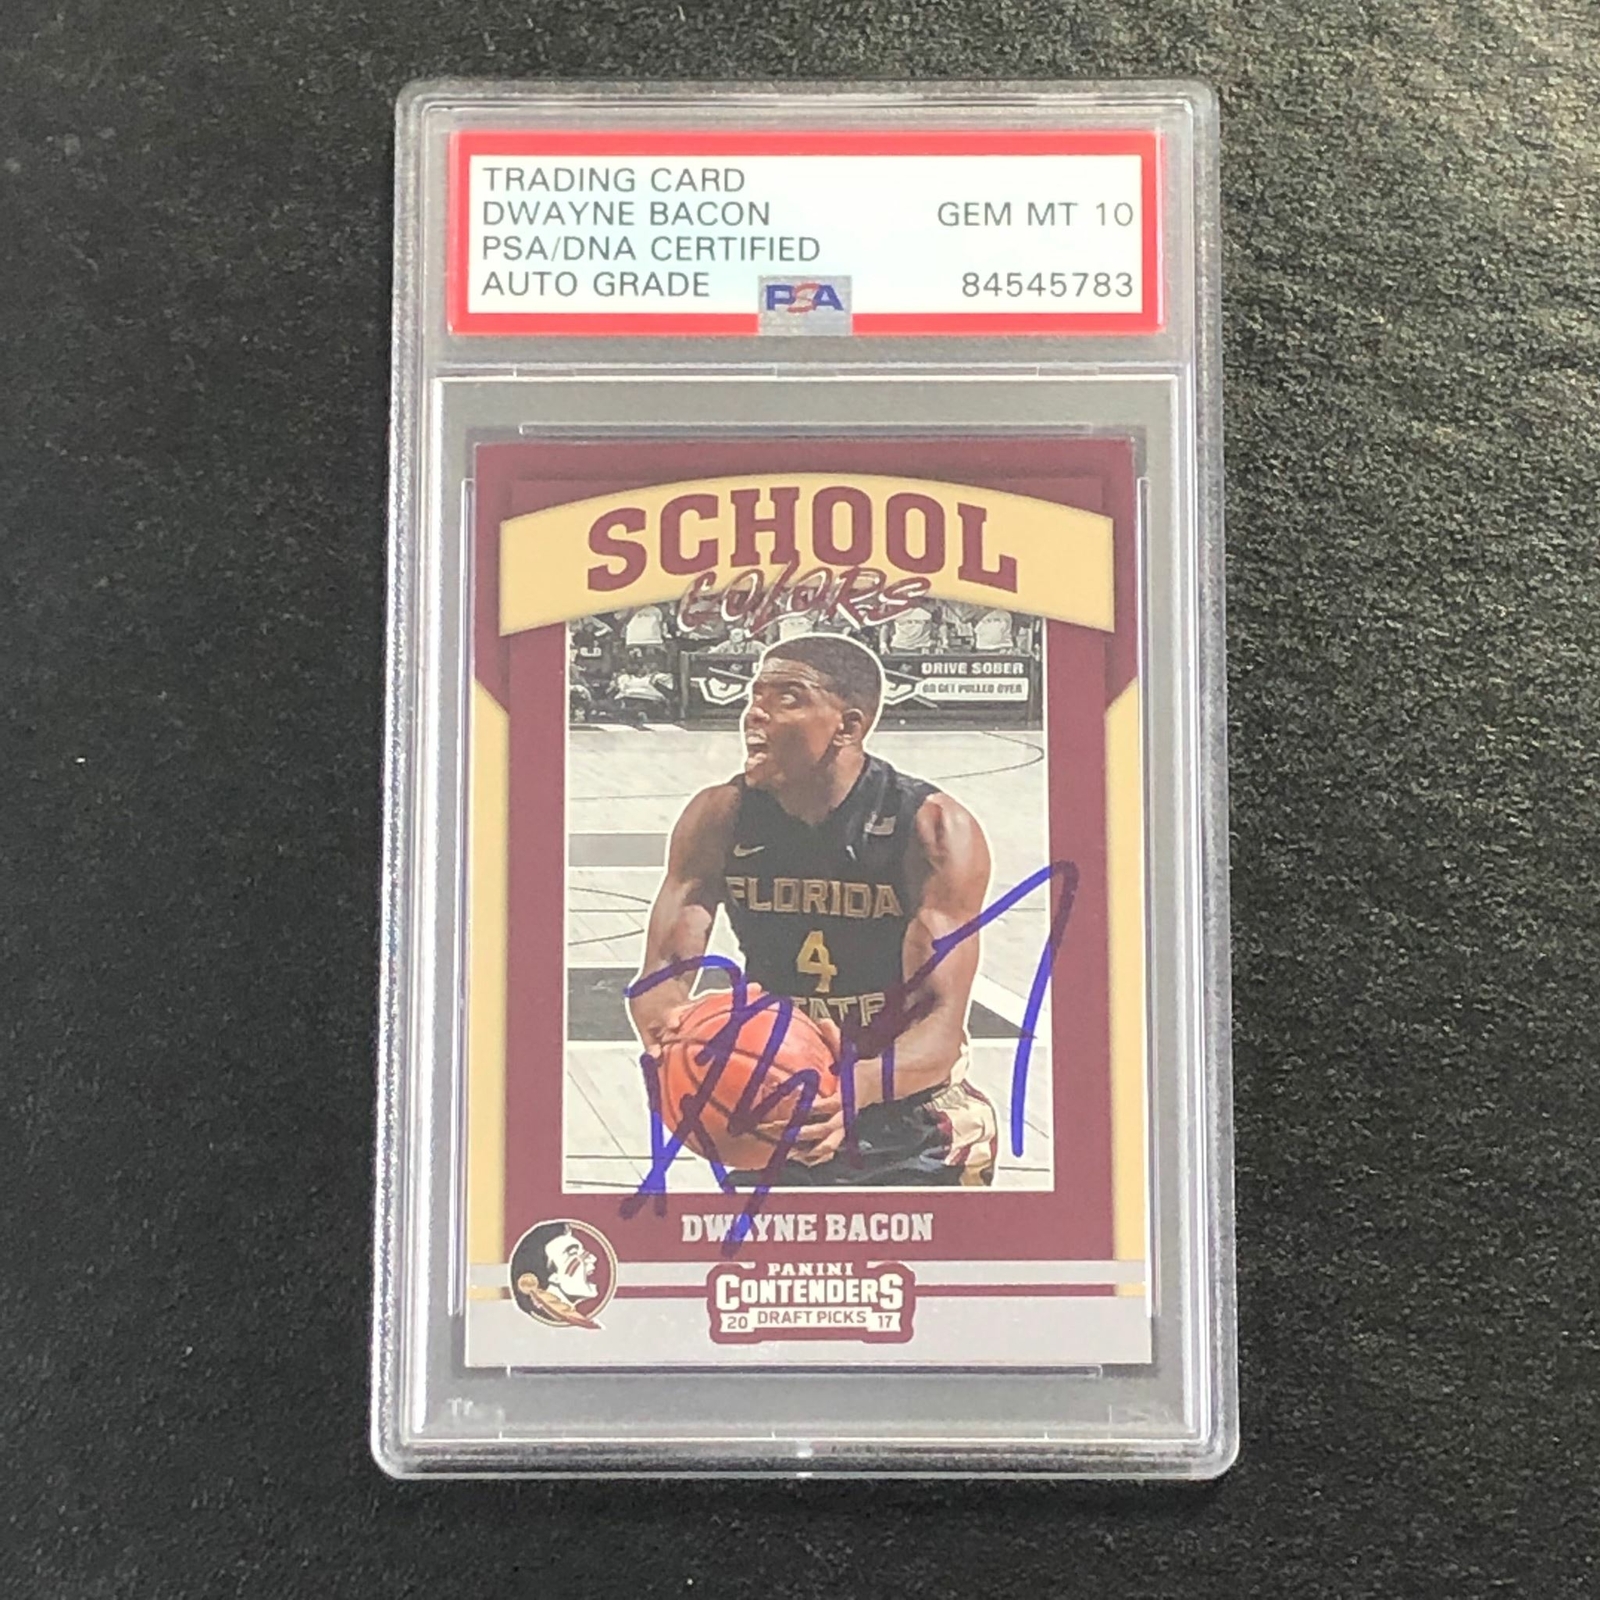 TRADING CARD
DWAYNE BACON GEM MT 10
PSA/DNA CERTIFIED
AUTO GRADE 84545783
PSA
SCHOOL
COLORS
DRIVE SOBER
OR GET PULLED OVER
FLORIDA
4
STATE
DWAYNE BACON
PANINI
CONTENDERS
20 DRAFT PICKS 17